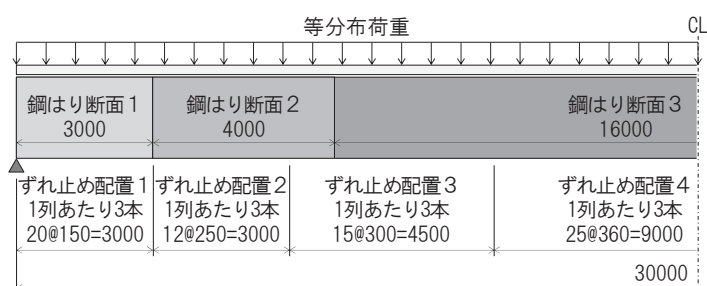 等分布荷重
CL
鋼はり断面1
3000
鋼はり断面2
4000
鋼はり断面3
16000
ずれ止め配置1
1列あたり3本
20@150=3000
ずれ止め配置2
1列あたり3本
12@250=3000
ずれ止め配置3
1列あたり3本
15@300=4500
ずれ止め配置4
1列あたり3本
25@360=9000
30000